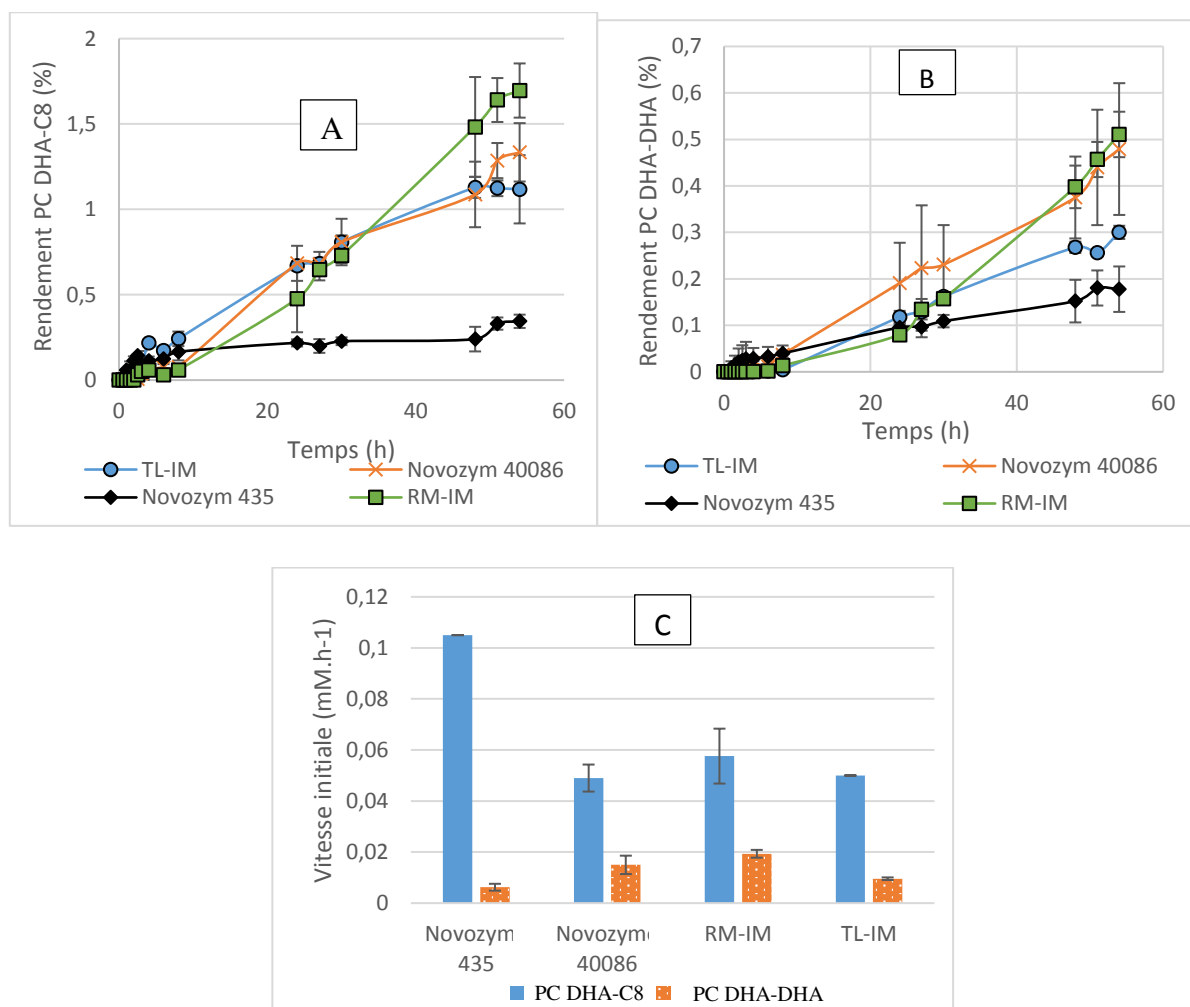 A
Rendement PC DHA-C8 (%)
2
1,5
1
0,5
0
0 20 40 60
Temps (h)
TL-IM Novozym 40086
Novozym 435 RM-IM
B
Rendement PC DHA-DHA (%)
0,7
0,6
0,5
0,4
0,3
0,2
0,1
0
0 20 40 60
Temps (h)
TL-IM Novozym 40086
Novozym 435 RM-IM
C
Vitesse initiale (mM.h-1)
0,12
0,1
0,08
0,06
0,04
0,02
0
Novozym Novozym RM-IM TL-IM
435 40086
PC DHA-C8 PC DHA-DHA